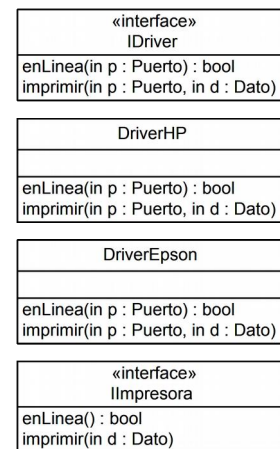 «interface»
IDriver
enLinea(in p : Puerto) : bool
imprimir(in p : Puerto, in d : Dato)
DriverHP
enLinea(in p : Puerto) : bool
imprimir(in p : Puerto, in d : Dato)
DriverEpson
enLinea(in p : Puerto) : bool
imprimir(in p : Puerto, in d : Dato)
«interface»
IImpresora
enLinea() : bool
imprimir(in d : Dato)